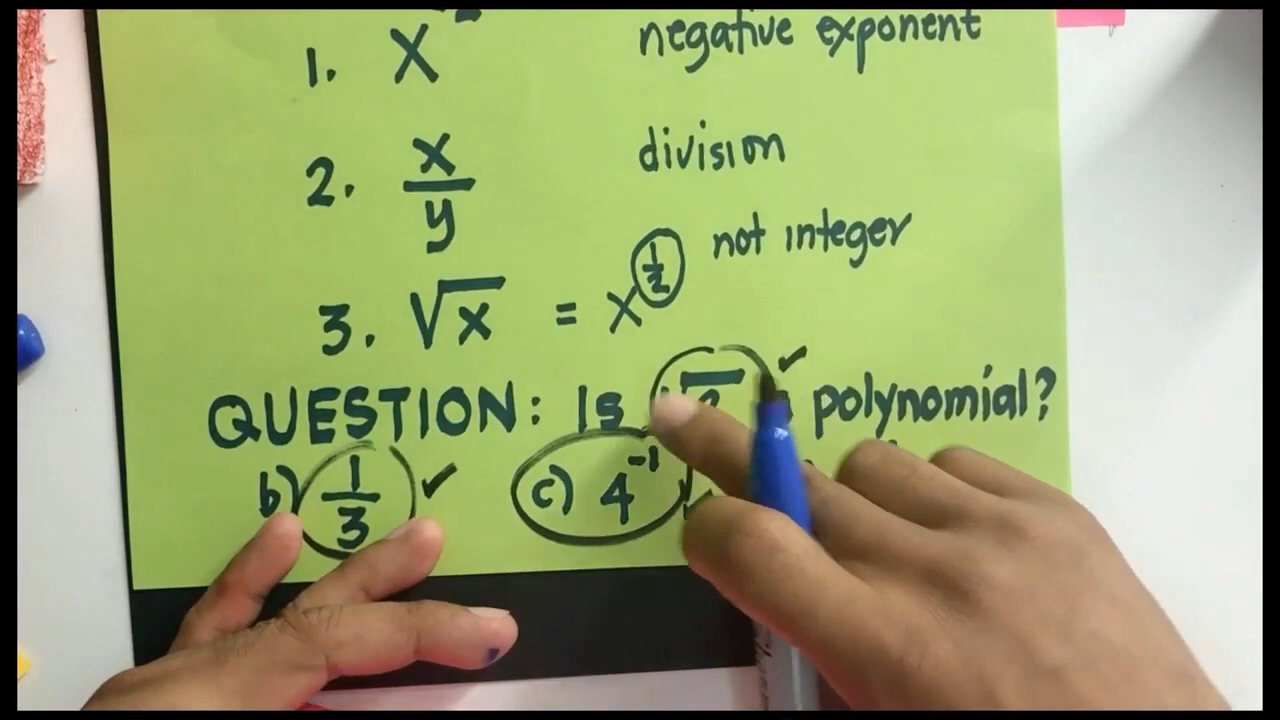 1. X negative exponent
2. x/y division
3. √x = x^1/2 not integer
QUESTION: Is √ polynomial?
b) 1/3 ✓ c) 4^-1